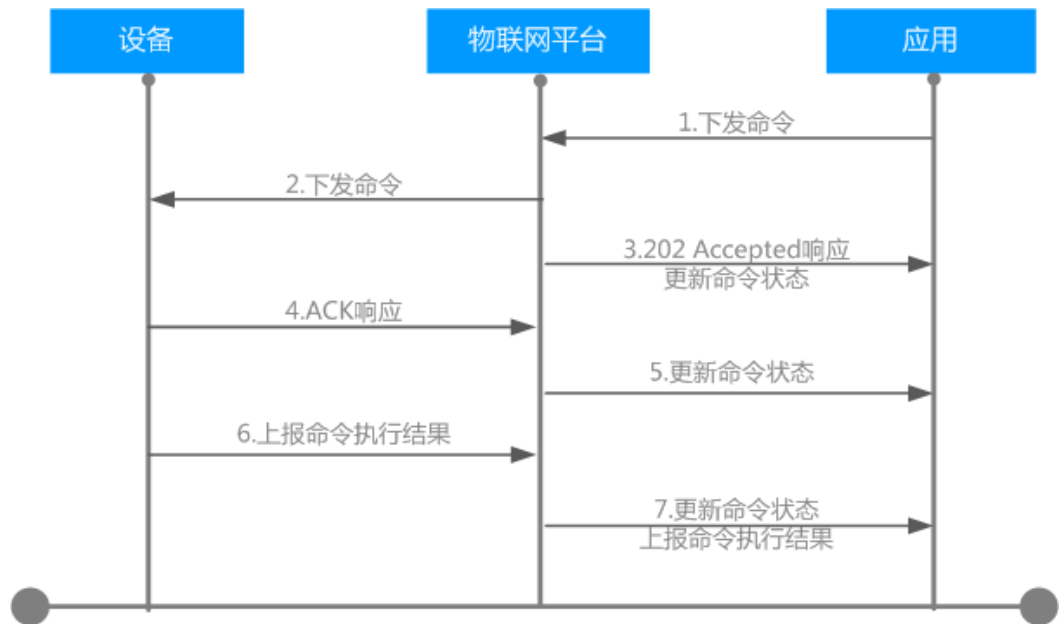 设备
物联网平台
应用
1.下发命令
2.下发命令
3.202 Accepted响应
更新命令状态
4.ACK响应
5.更新命令状态
6.上报命令执行结果
7.更新命令状态
上报命令执行结果